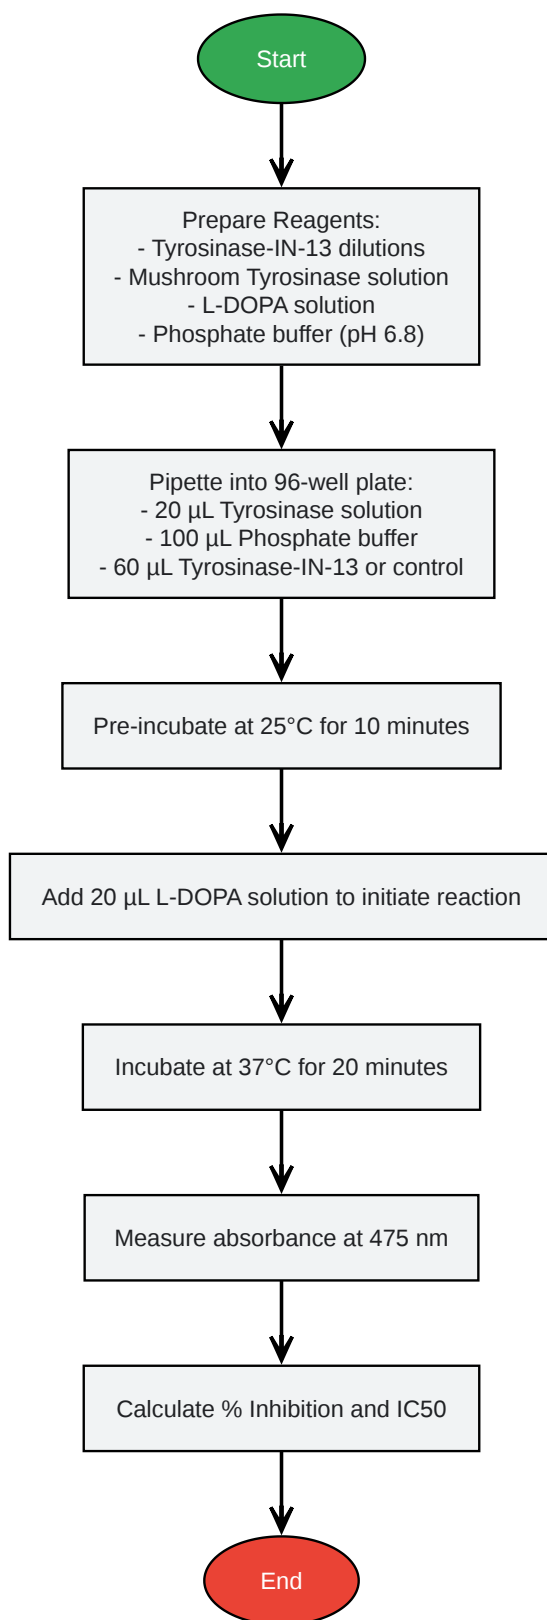 Start
Prepare Reagents:
- Tyrosinase-IN-13 dilutions
- Mushroom Tyrosinase solution
- L-DOPA solution
- Phosphate buffer (pH 6.8)
Pipette into 96-well plate:
- 20 µL Tyrosinase solution
- 100 µL Phosphate buffer
- 60 µL Tyrosinase-IN-13 or control
Pre-incubate at 25°C for 10 minutes
Add 20 µL L-DOPA solution to initiate reaction
Incubate at 37°C for 20 minutes
Measure absorbance at 475 nm
Calculate % Inhibition and IC50
End